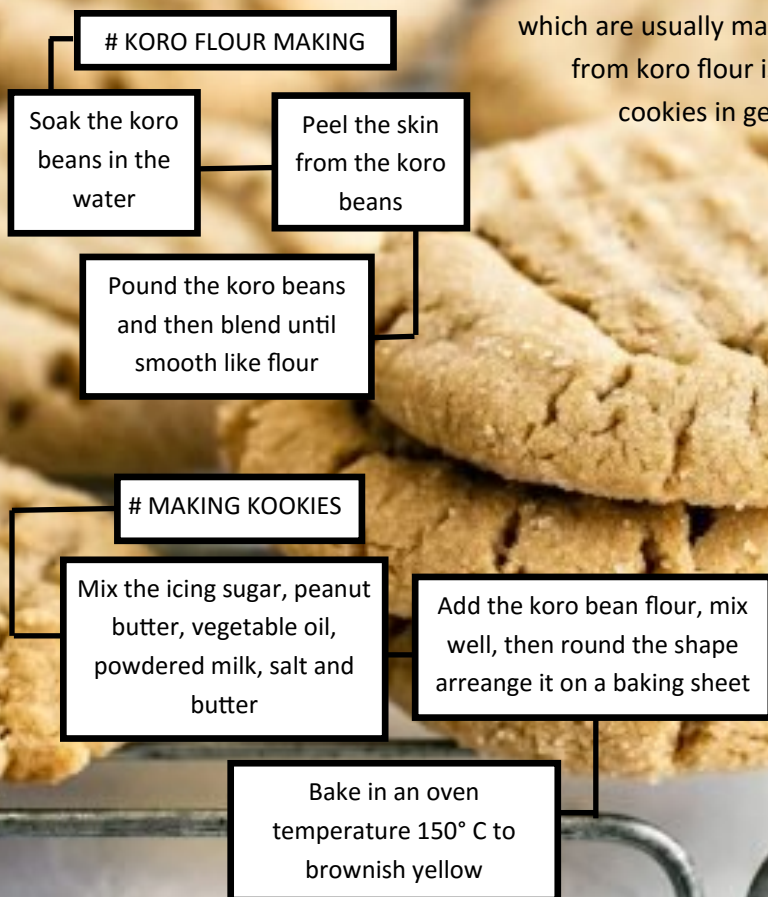 which are usually ma
from koro flour i
cookies in ge
# KORO FLOUR MAKING
Soak the koro
beans in the
water
Peel the skin
from the koro
beans
Pound the koro beans
and then blend until
smooth like flour
# MAKING KOOKIES
Mix the icing sugar, peanut
butter, vegetable oil,
powdered milk, salt and
butter
Add the koro bean flour, mix
well, then round the shape
arreange it on a baking sheet
Bake in an oven
temperature 150° C to
brownish yellow